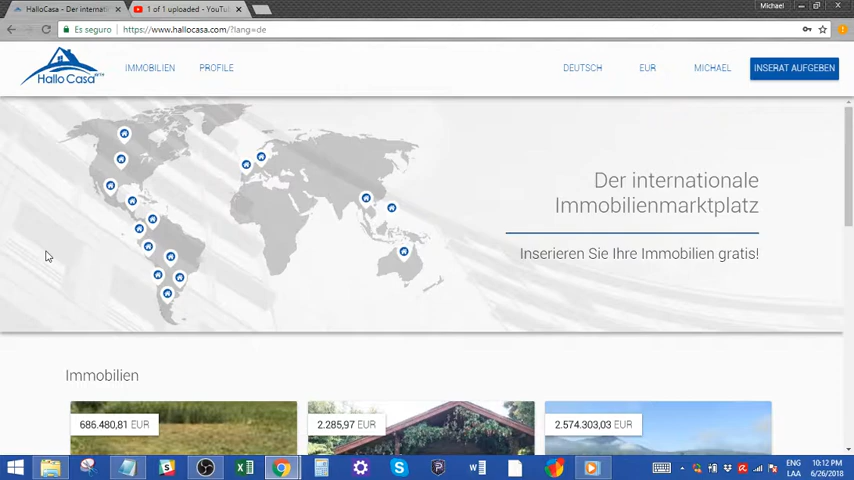 Michael
HalloCasa - Der internati
1 of 1 uploaded - YouTu
Es seguro
https://www.hallocasa.com/?lang=de
Hallo Casa
IMMOBILIEN
PROFILE
DEUTSCH
EUR
MICHAEL
INSERAT AUFGEBEN
Der internationale
Immobilienmarktplatz
Inserieren Sie Ihre Immobilien gratis!
Immobilien
686.480,81 EUR
2.285,97 EUR
2.574.303,03 EUR
ENG
LAA
10:12 PM
6/26/2018